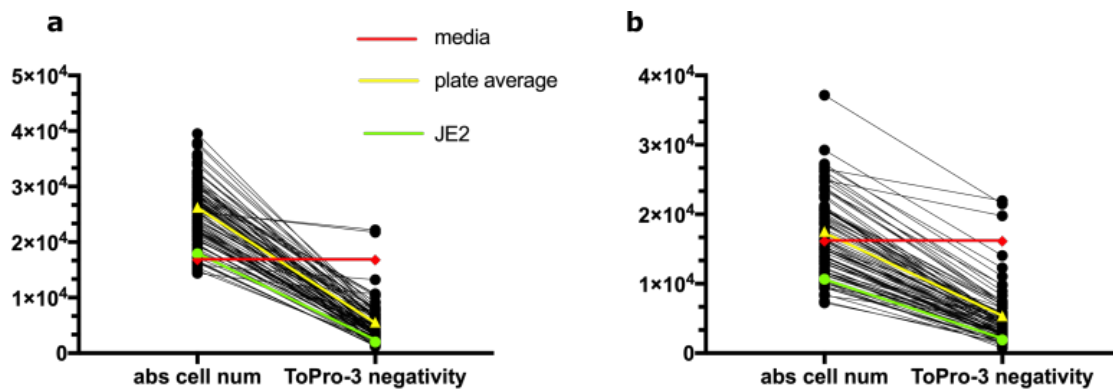 a
media
plate average
JE2
5×10⁴
4×10⁴
3×10⁴
2×10⁴
1×10⁴
0
abs cell num ToPro-3 negativity
b
4×10⁴
3×10⁴
2×10⁴
1×10⁴
0
abs cell num ToPro-3 negativity